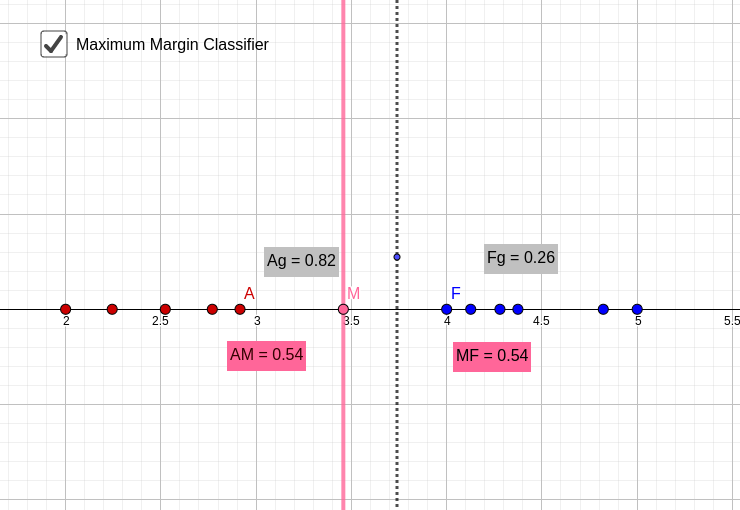 Maximum Margin Classifier
Ag = 0.82
Fg = 0.26
A
M
F
2
2.5
3
3.5
4
4.5
5
5.5
AM = 0.54
MF = 0.54